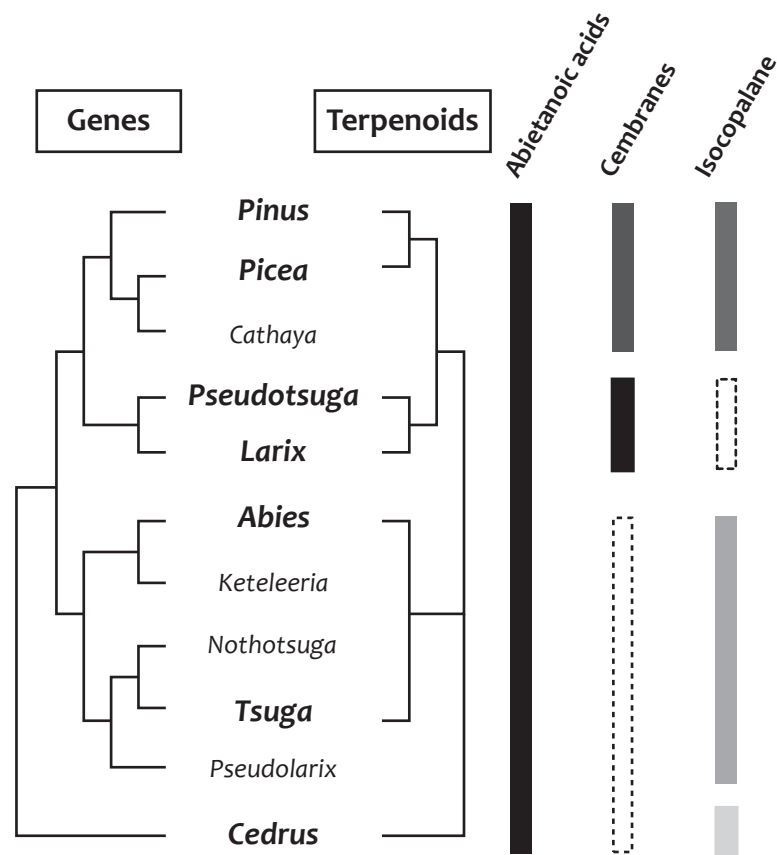 Genes
Terpenoids
Abietanoic acids
Cembranes
Isocopalane
Pinus
Picea
Cathaya
Pseudotsuga
Larix
Abies
Keteleeria
Nothotsuga
Tsuga
Pseudolarix
Cedrus